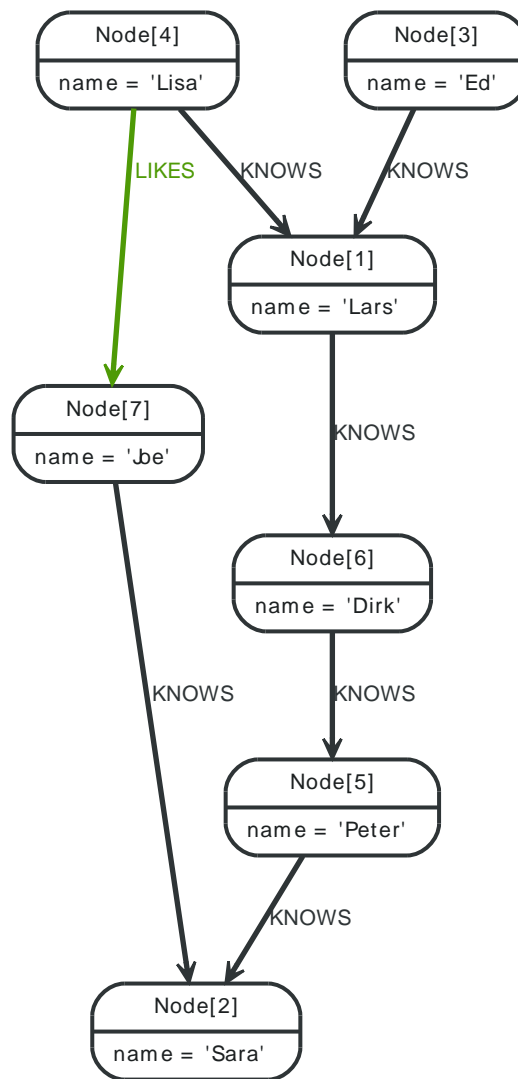 Node[4]
name = 'Lisa'
Node[3]
name = 'Ed'
LIKES
KNOWS
KNOWS
Node[1]
name = 'Lars'
Node[7]
name = 'Joe'
KNOWS
Node[6]
name = 'Dirk'
KNOWS
KNOWS
Node[5]
name = 'Peter'
KNOWS
Node[2]
name = 'Sara'